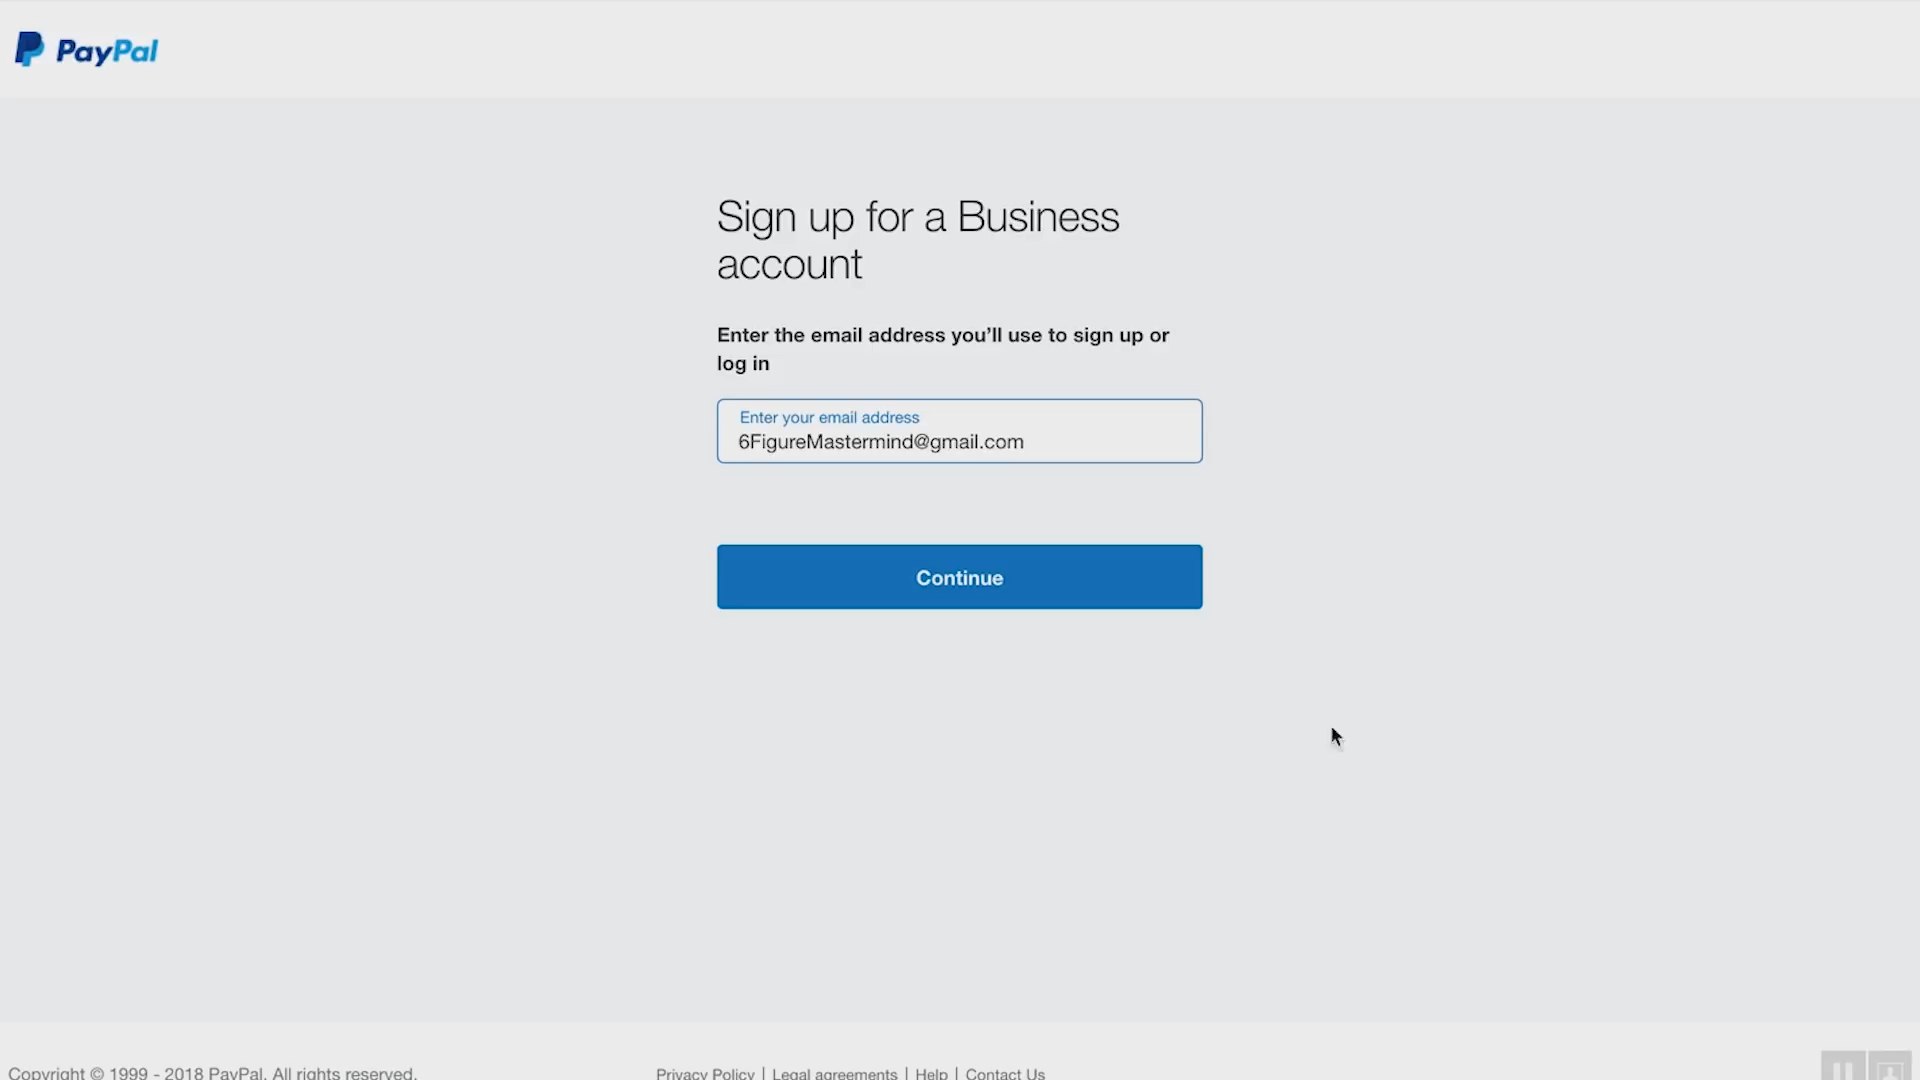 PayPal
Sign up for a Business
account
Enter the email address you’ll use to sign up or
log in
Enter your email address
6FigureMastermind@gmail.com
Continue
Copyright © 1999 - 2018 PayPal. All rights reserved.
Privacy Policy | Legal agreements | Help | Contact Us